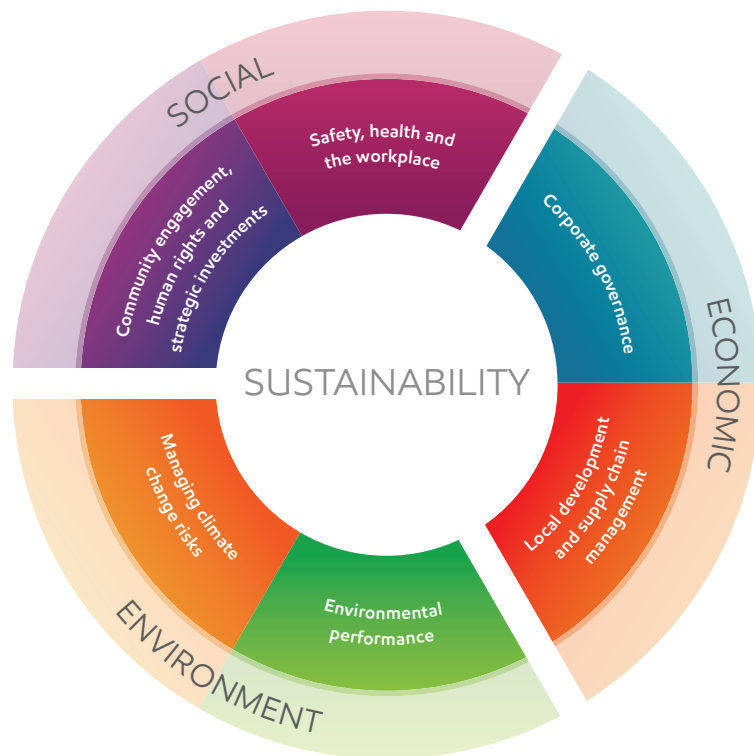 SOCIAL
Safety, health and
the workplace
Community engagement,
human rights and
strategic investments
Corporate governance
ECONOMIC
SUSTAINABILITY
Local development
and supply chain
management
Managing climate
change risks
Environmental
performance
ENVIRONMENT